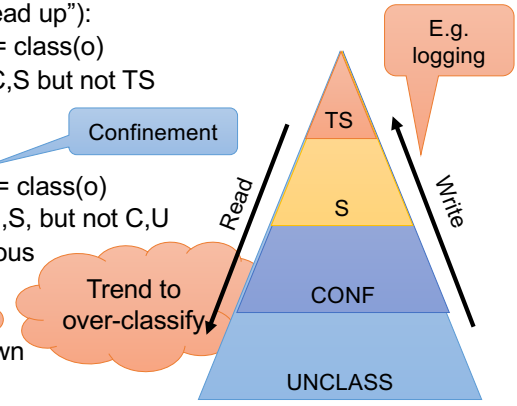 ead up”):
= class(o)
C,S but not TS
E.g.
logging
Confinement
TS
= class(o)
,S, but not C,U
ous
Read
Write
S
Trend to
over-classify
CONF
wn
UNCLASS